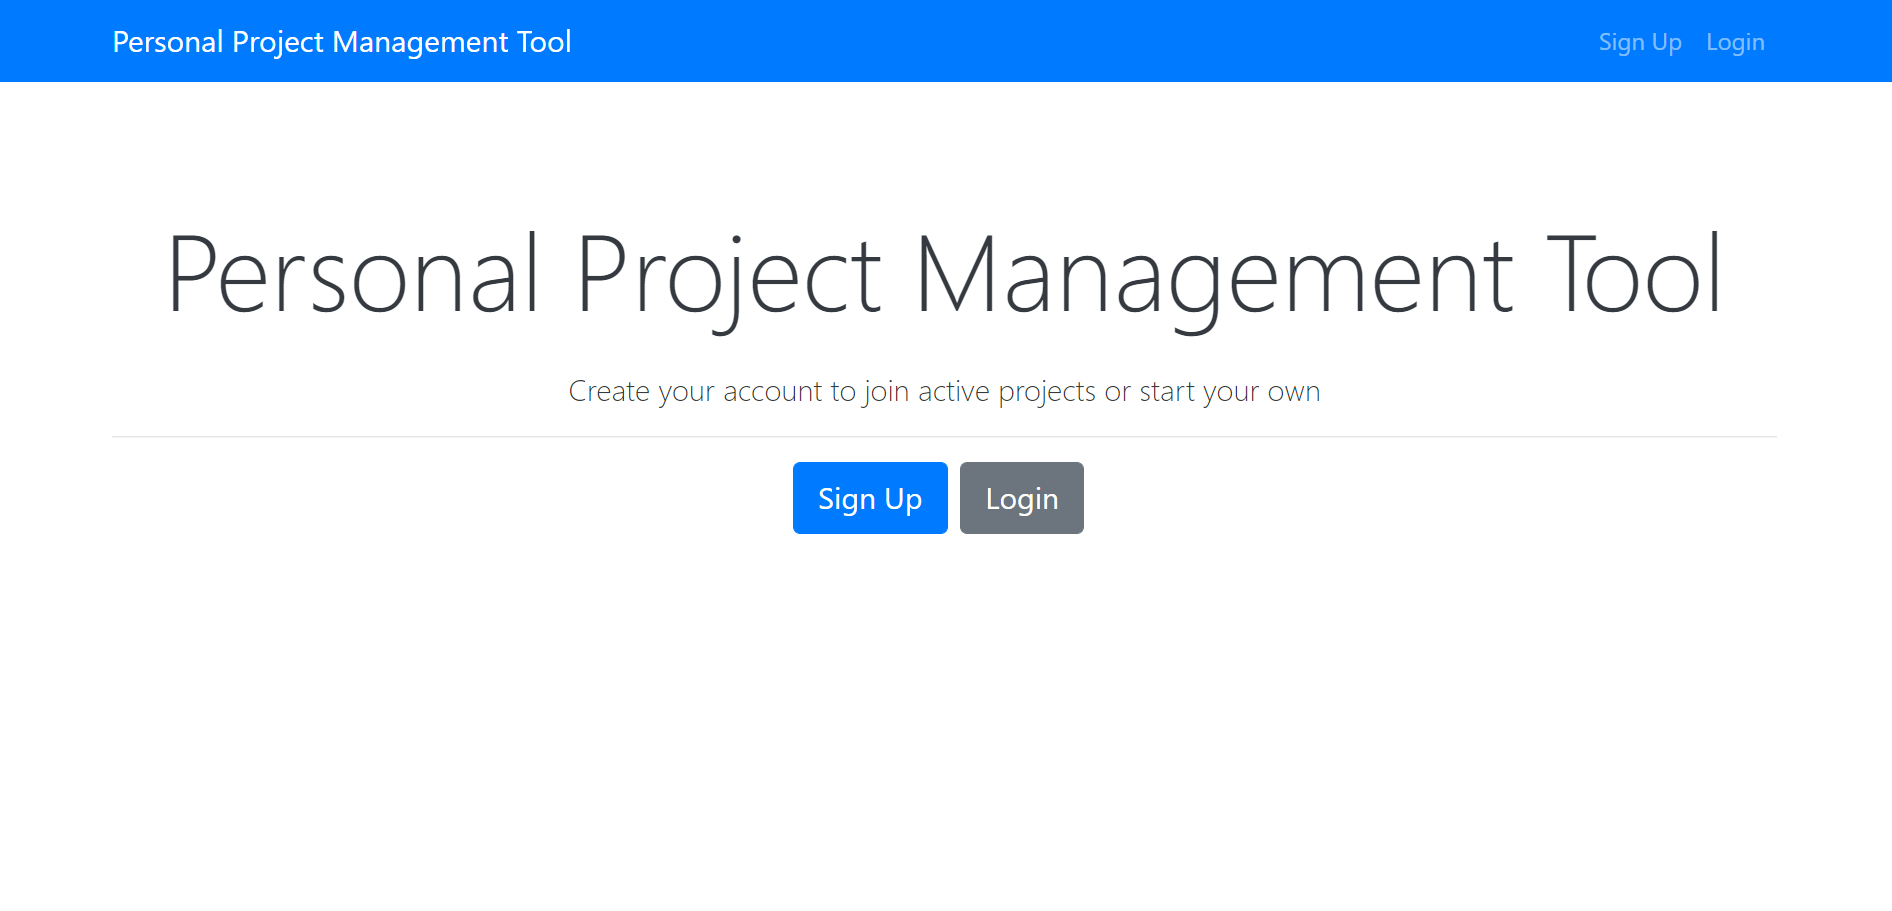 Personal Project Management Tool
Sign Up Login
Personal Project Management Tool
Create your account to join active projects or start your own
Sign Up Login